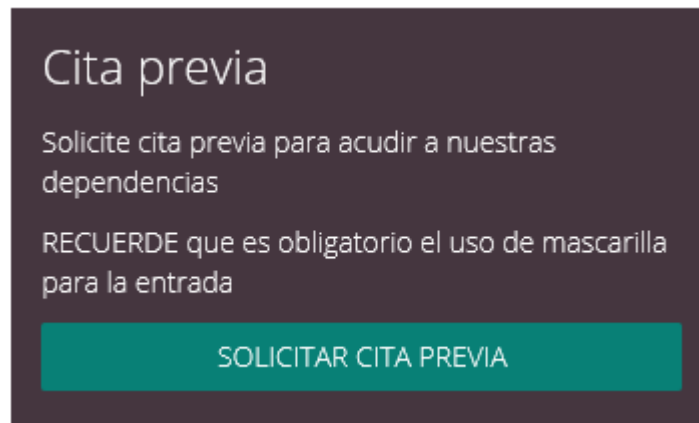 Cita previa
Solicite cita previa para acudir a nuestras
dependencias
RECUERDE que es obligatorio el uso de mascarilla
para la entrada
SOLICITAR CITA PREVIA